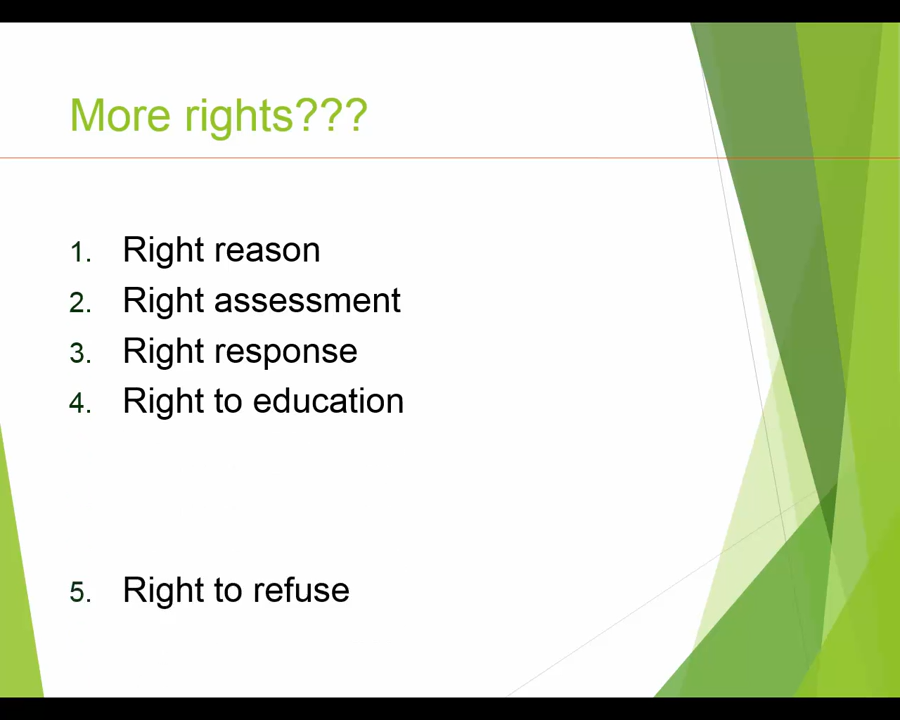 More rights???
1. Right reason
2. Right assessment
3. Right response
4. Right to education
5. Right to refuse